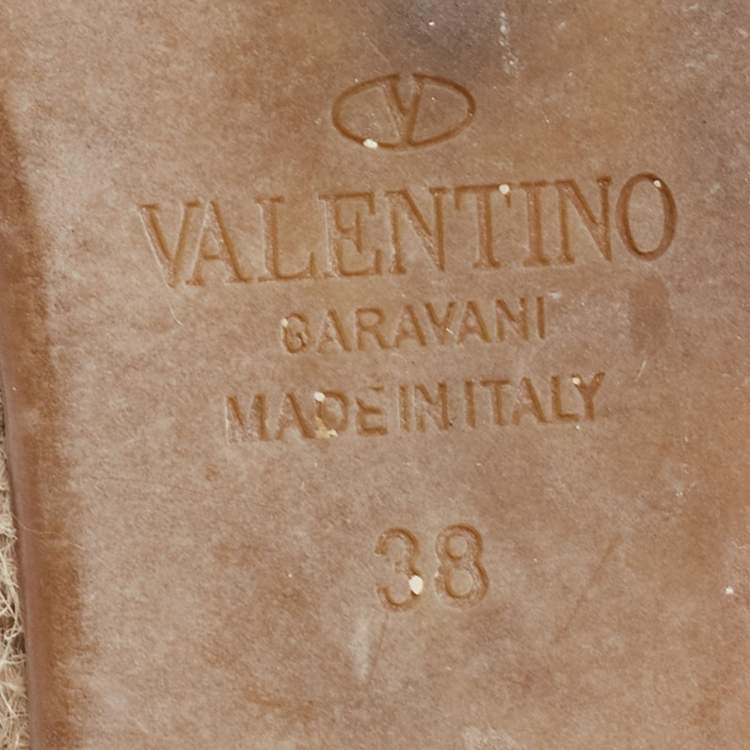 V
VALENTINO
GARAVANI
MADE IN ITALY
38